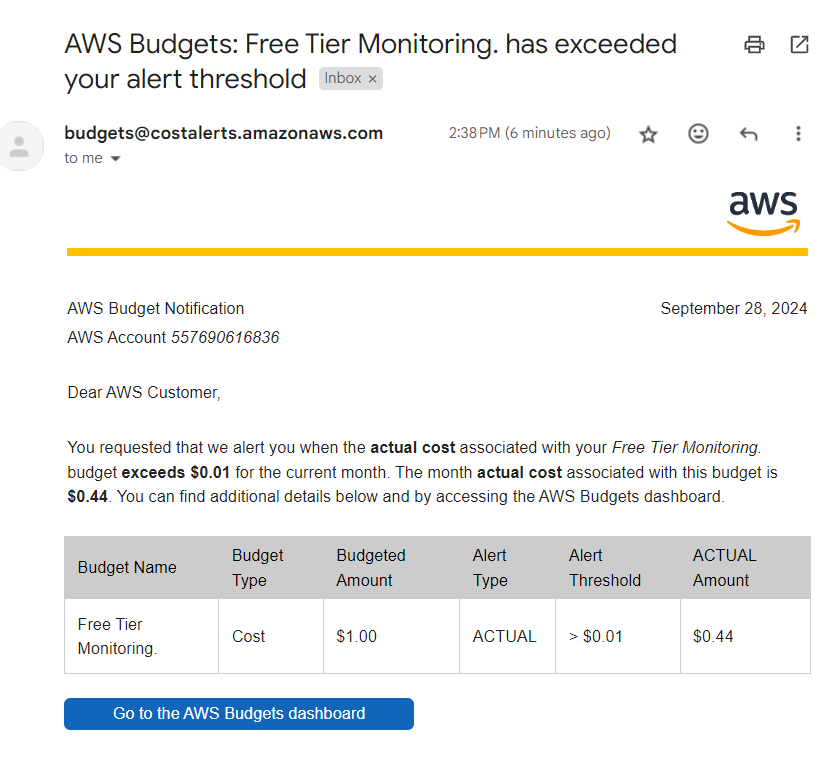 AWS Budgets: Free Tier Monitoring. has exceeded
your alert threshold Inbox ×
budgets@costalerts.amazonaws.com 2:38 PM (6 minutes ago)
to me
aws
AWS Budget Notification September 28, 2024
AWS Account 557690616836
Dear AWS Customer,
You requested that we alert you when the actual cost associated with your Free Tier Monitoring.
budget exceeds $0.01 for the current month. The month actual cost associated with this budget is
$0.44. You can find additional details below and by accessing the AWS Budgets dashboard.
Budget Name Budget Type Budgeted Amount Alert Type Alert Threshold ACTUAL Amount
Free Tier Monitoring. Cost $1.00 ACTUAL > $0.01 $0.44
Go to the AWS Budgets dashboard